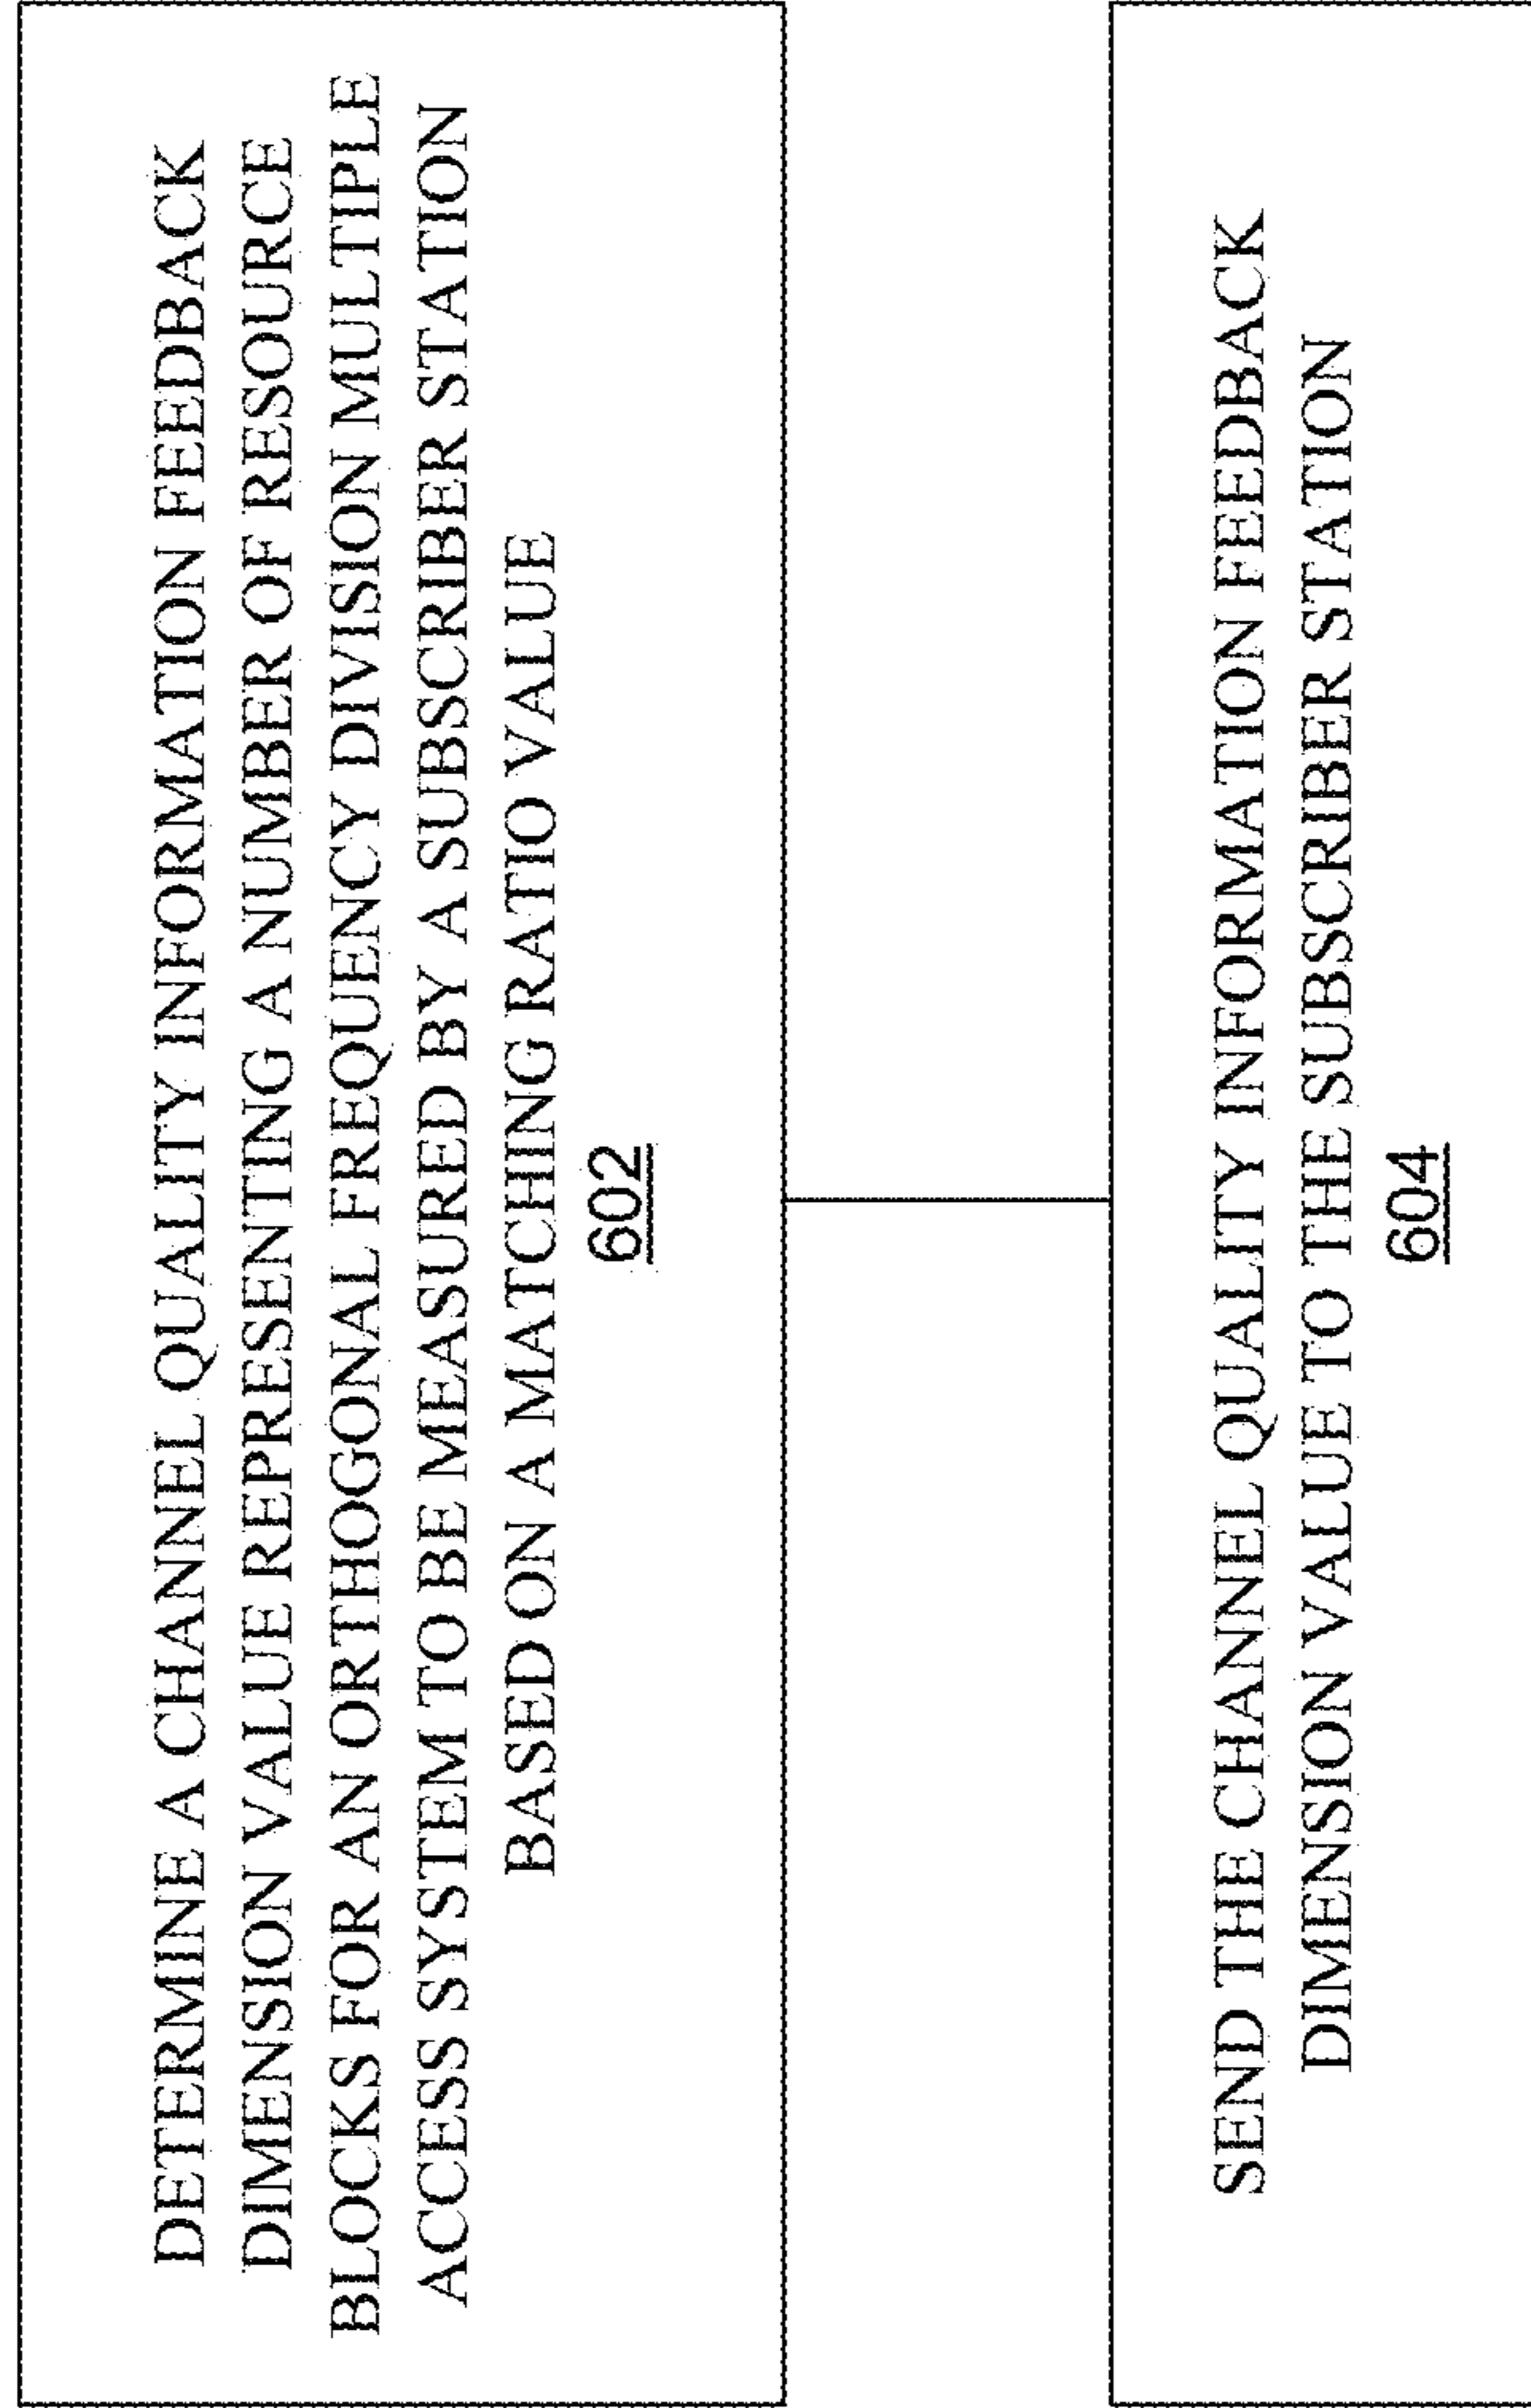 DETERMINE A CHANNEL QUALITY INFORMATION FEEDBACK
DIMENSION VALUE REPRESENTING A NUMBER OF RESOURCE
BLOCKS FOR AN ORTHOGONAL FREQUENCY DIVISION MULTIPLE
ACCESS SYSTEM TO BE MEASURED BY A SUBSCRIBER STATION
BASED ON A MATCHING RATIO VALUE
602
SEND THE CHANNEL QUALITY INFORMATION FEEDBACK
DIMENSION VALUE TO THE SUBSCRIBER STATION
604